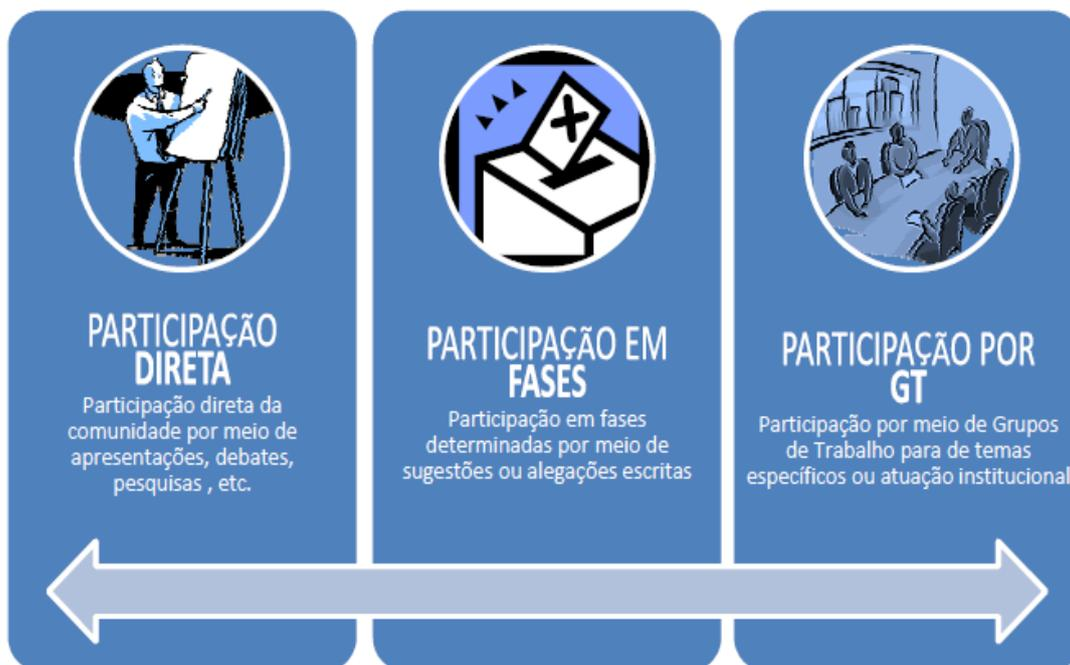 PARTICIPAÇÃO
DIRETA
Participação direta da
comunidade por meio de
apresentações, debates,
pesquisas , etc.
PARTICIPAÇÃO EM
FASES
Participação em fases
determinadas por meio de
sugestões ou alegações escritas
PARTICIPAÇÃO POR
GT
Participação por meio de Grupos
de Trabalho para de temas
específicos ou atuação institucional